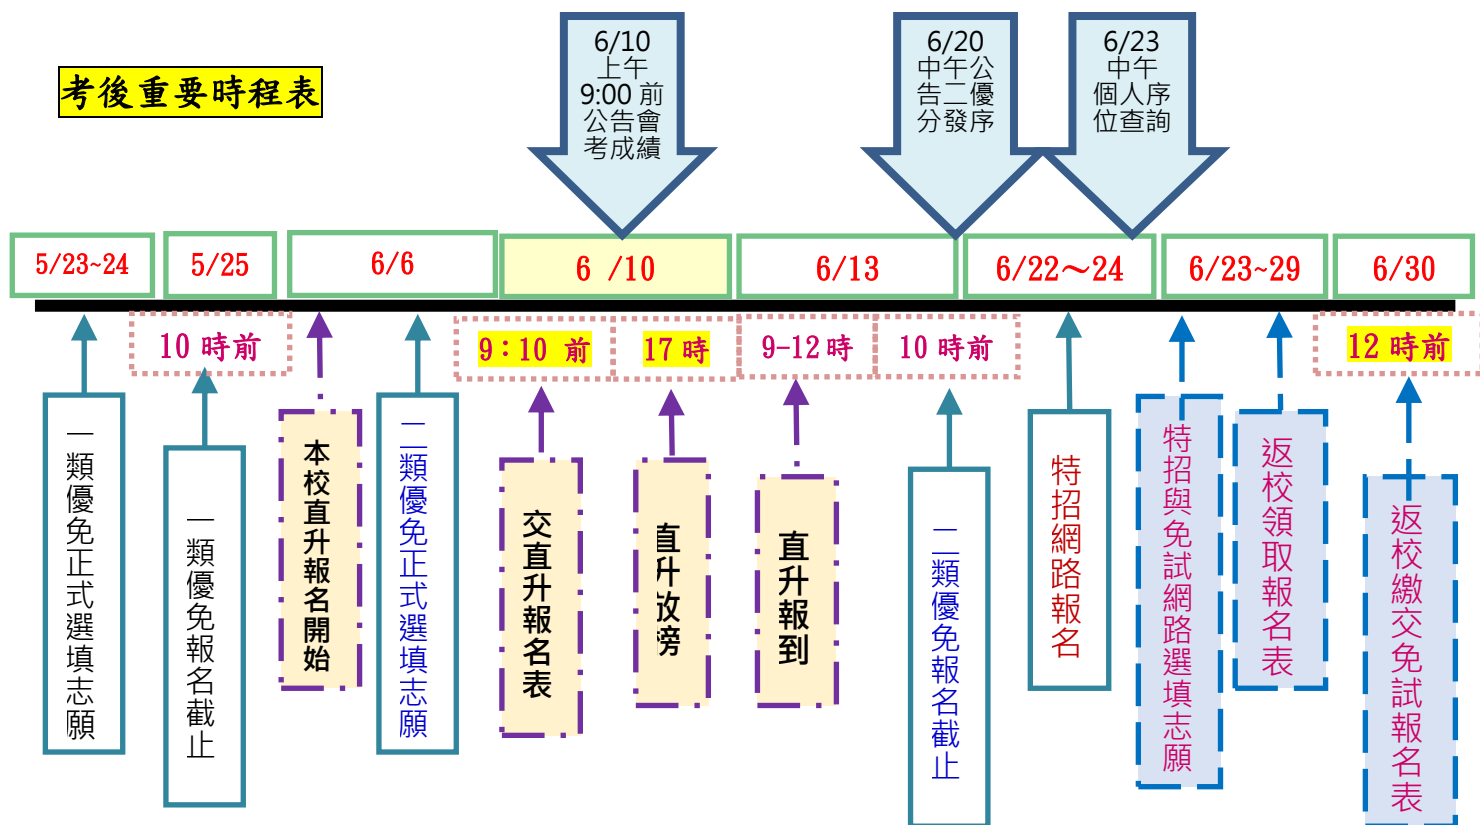 考後重要時程表
6/10
上午
9:00 前
公告會
考成績
6/20
中午公
告二優
分發序
6/23
中午
個人序
位查詢
5/23~24
5/25
6/6
6 /10
6/13
6/22～24
6/23~29
6/30
10 時前
9：10 前
17 時
9-12 時
10 時前
12 時前
一類優免正式選填志願
一類優免報名截止
本校直升報名開始
二類優免正式選填志願
交直升報名表
直升放榜
直升報到
二類優免報名截止
特招網路報名
特招與免試網路選填志願
返校領取報名表
返校繳交免試報名表